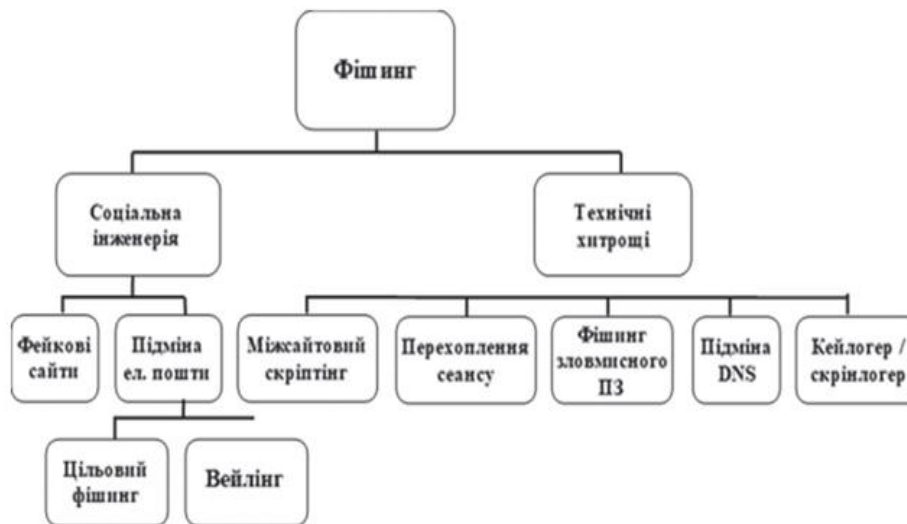 Фішинг
Соціальна
інженерія
Технічні
хитрощі
Фейкові
сайти
Підміна
ел. пошти
Міжсайтовий
скріптінг
Перехоплення
сеансу
Фішинг
зловмисного
ПЗ
Підміна
DNS
Кейлогер /
скрінлогер
Цільовий
фішинг
Вейлінг